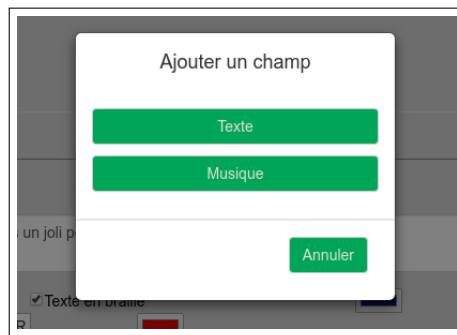 Ajouter un champ
Texte
Musique
s un joli p
Annuler
Texte en braille
R